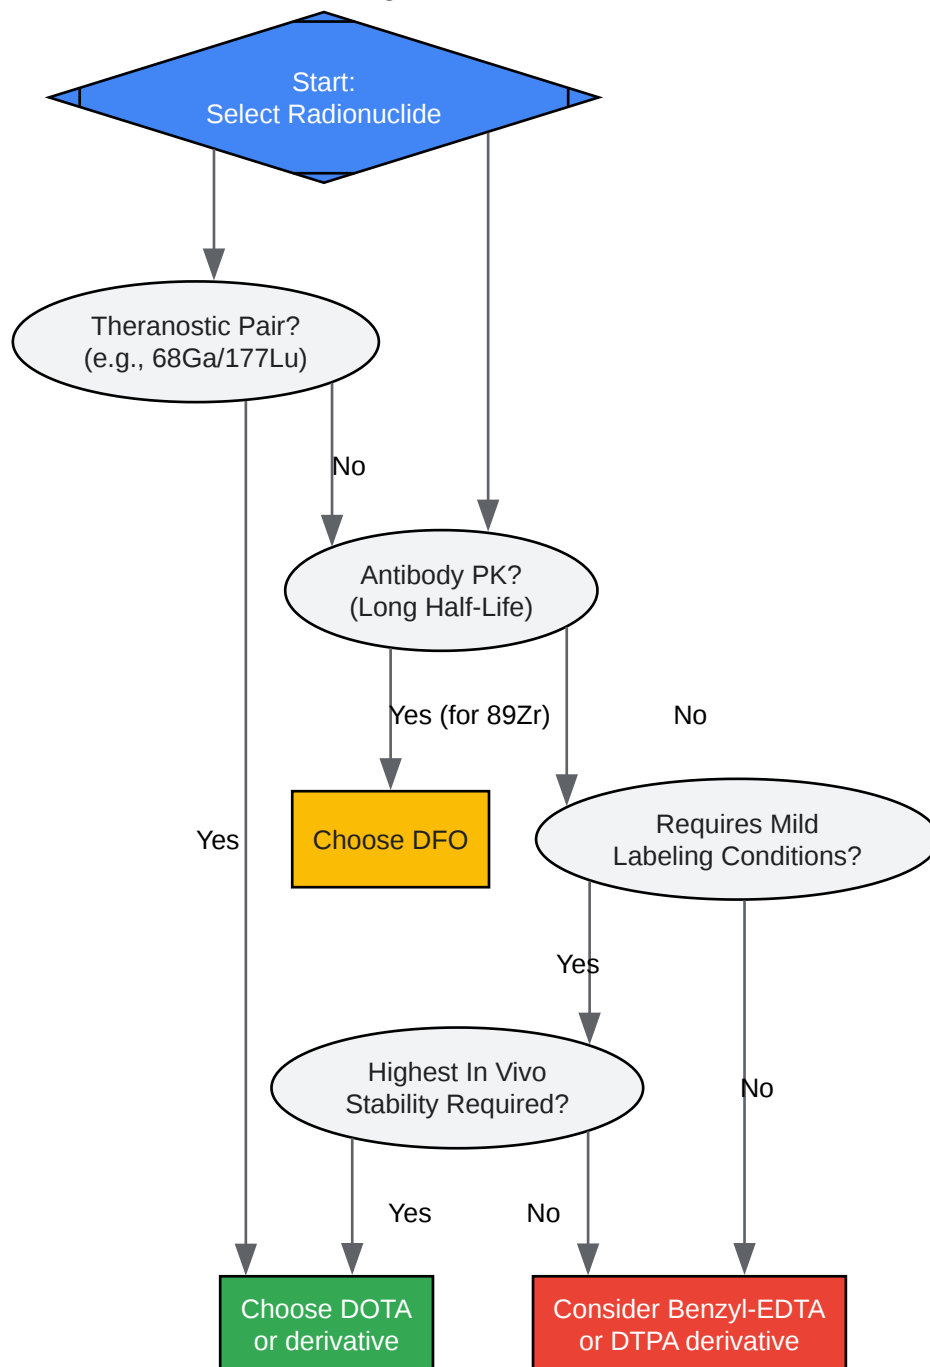 Start:
Select Radionuclide
Theranostic Pair?
(e.g., 68Ga/177Lu)
No
Antibody PK?
(Long Half-Life)
Yes (for 89Zr)
No
Yes
Choose DFO
Requires Mild
Labeling Conditions?
Yes
Highest In Vivo
Stability Required?
No
Yes
No
Choose DOTA
or derivative
Consider Benzyl-EDTA
or DTPA derivative